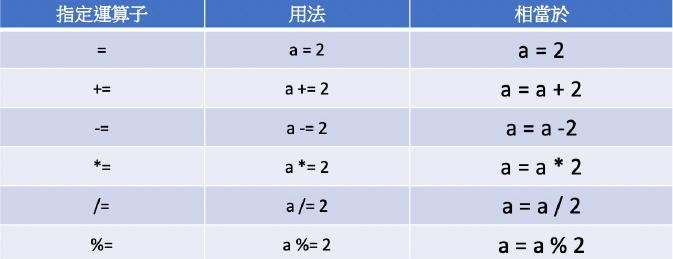 指定運算子 用法 相當於
= a = 2 a = 2
+= a += 2 a = a + 2
-= a -= 2 a = a -2
*= a *= 2 a = a * 2
/= a /= 2 a = a / 2
%= a %= 2 a = a % 2